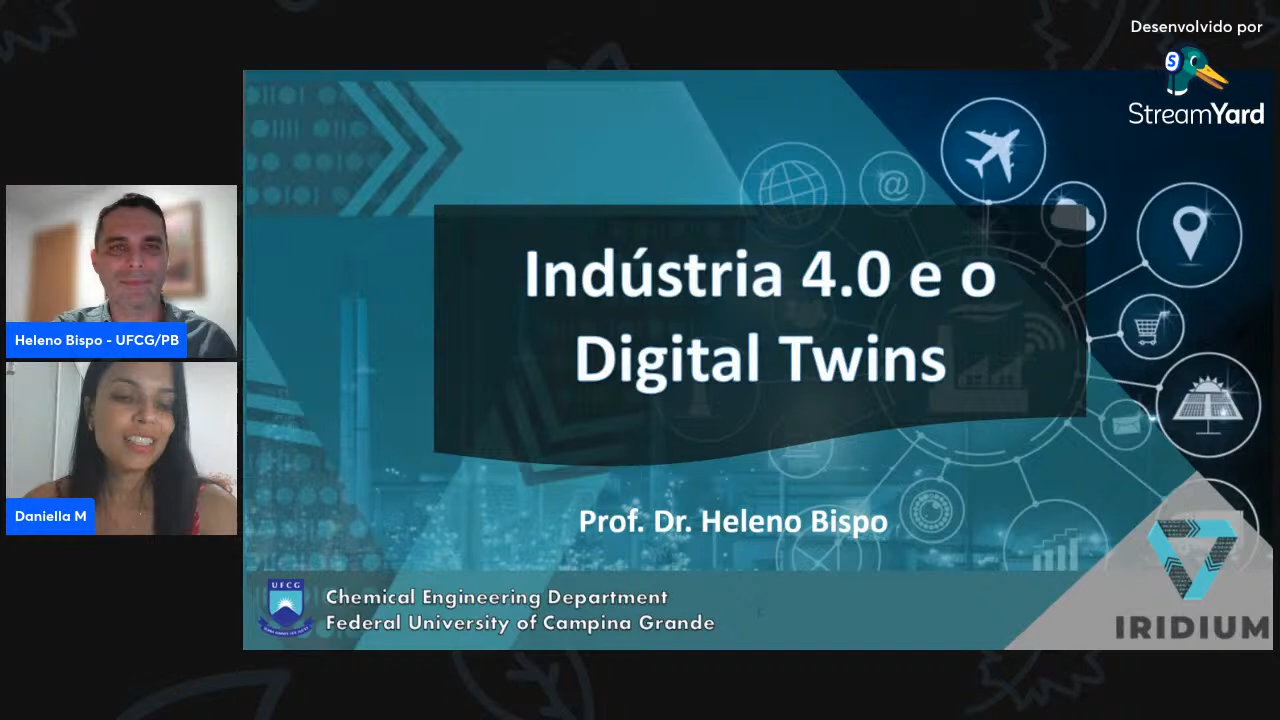 Desenvolvido por
StreamYard
Indústria 4.0 e o
Digital Twins
Prof. Dr. Heleno Bispo
Heleno Bispo - UFCG/PB
Daniella M
UFCG
Chemical Engineering Department
Federal University of Campina Grande
IRIDIUM